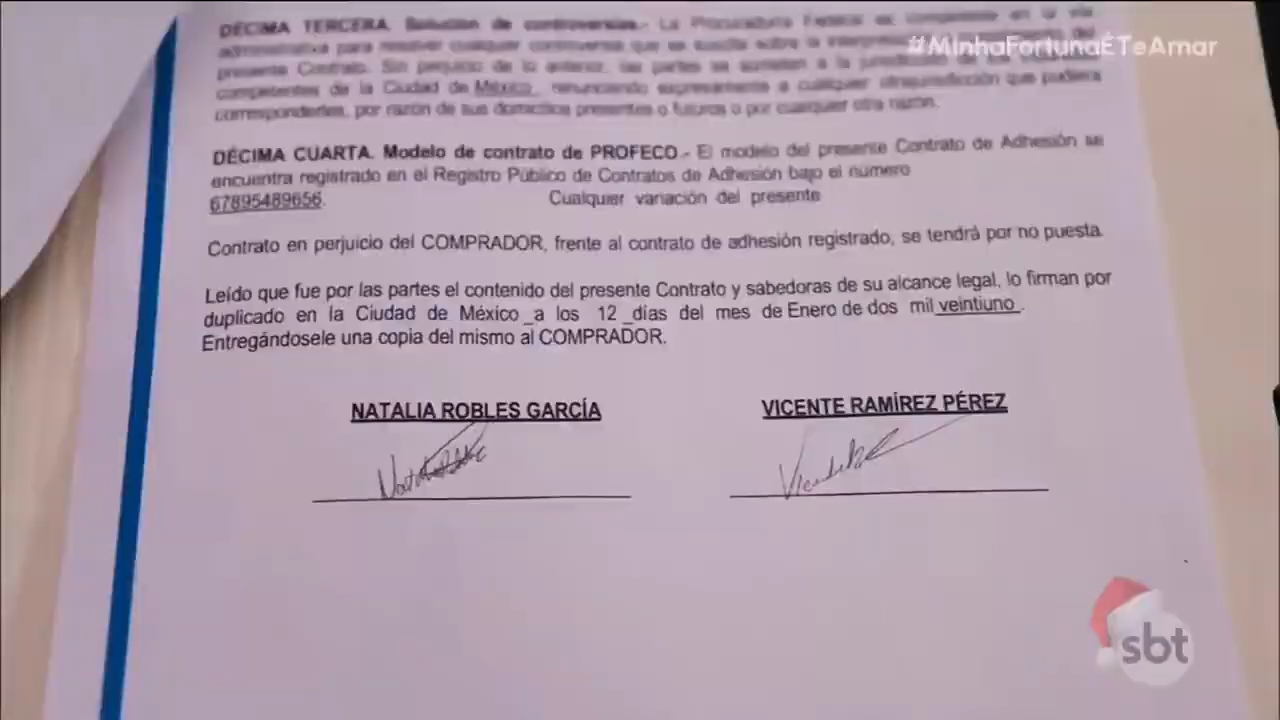 #MinhaFortunaÉTeAmar
DÉCIMA TERCERA. Solución de controversias.- La Procuraduría Federal es competente en la vía
administrativa para resolver cualquier controversia que se suscite sobre la
presente Contrato. Sin perjuicio de lo anterior, las partes se someten a la jurisdicción de los
competentes de la Ciudad de México, renunciando expresamente a cualquier otra jurisdicción que pudiera
corresponderles, por razón de sus domicilios presentes o futuros o por cualquier otra razón.
DÉCIMA CUARTA. Modelo de contrato de PROFECO.- El modelo del presente Contrato de Adhesión se
encuentra registrado en el Registro Público de Contratos de Adhesión bajo el número
67895489656. Cualquier variación del presente
Contrato en perjuicio del COMPRADOR, frente al contrato de adhesión registrado, se tendrá por no puesta.
Leído que fue por las partes el contenido del presente Contrato y sabedoras de su alcance legal, lo firman por
duplicado en la Ciudad de México _a los 12 _días del mes de Enero de dos mil veintiuno.
Entregándosele una copia del mismo al COMPRADOR.
NATALIA ROBLES GARCÍA VICENTE RAMÍREZ PÉREZ
sbt